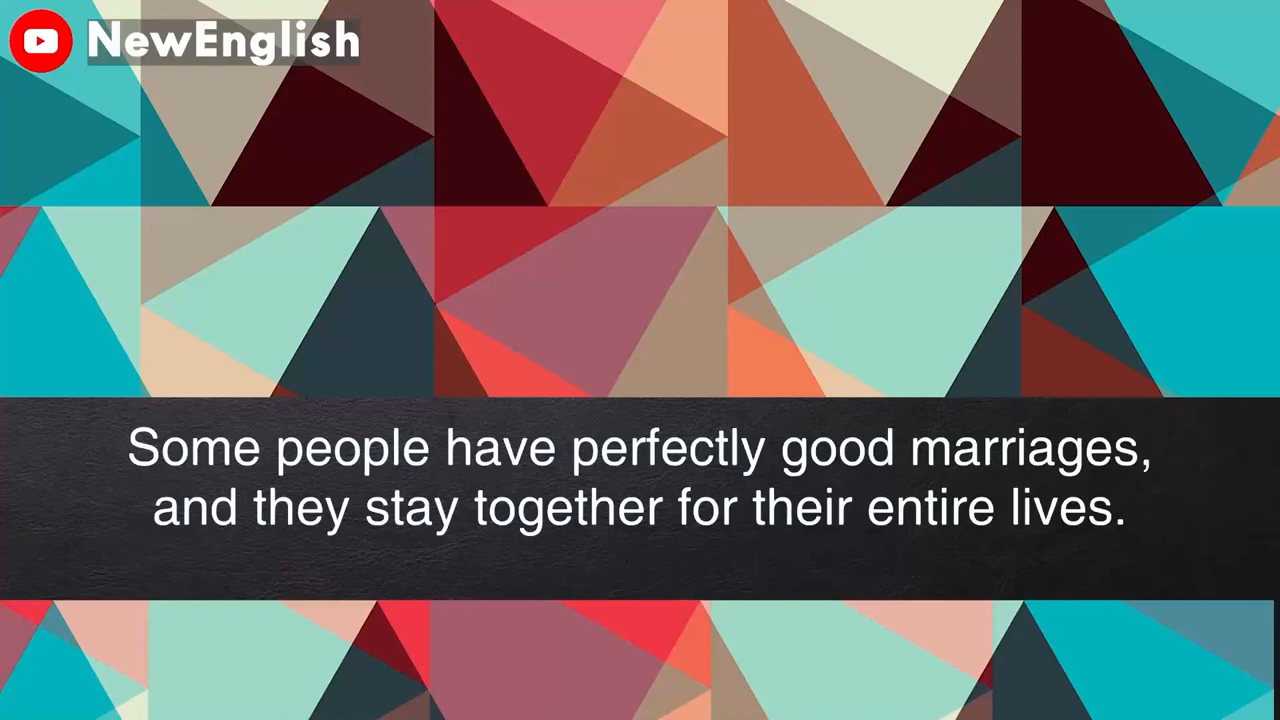 NewEnglish
Some people have perfectly good marriages,
and they stay together for their entire lives.